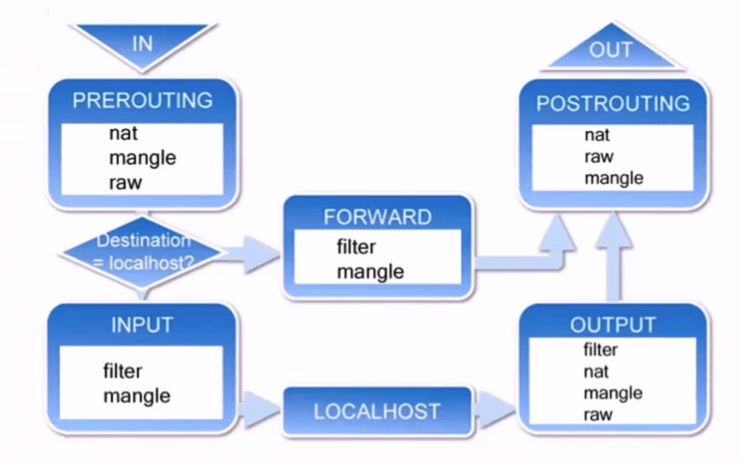 IN
PREROUTING
nat
mangle
raw
Destination
= localhost?
INPUT
filter
mangle
FORWARD
filter
mangle
LOCALHOST
OUT
POSTROUTING
nat
raw
mangle
OUTPUT
filter
nat
mangle
raw